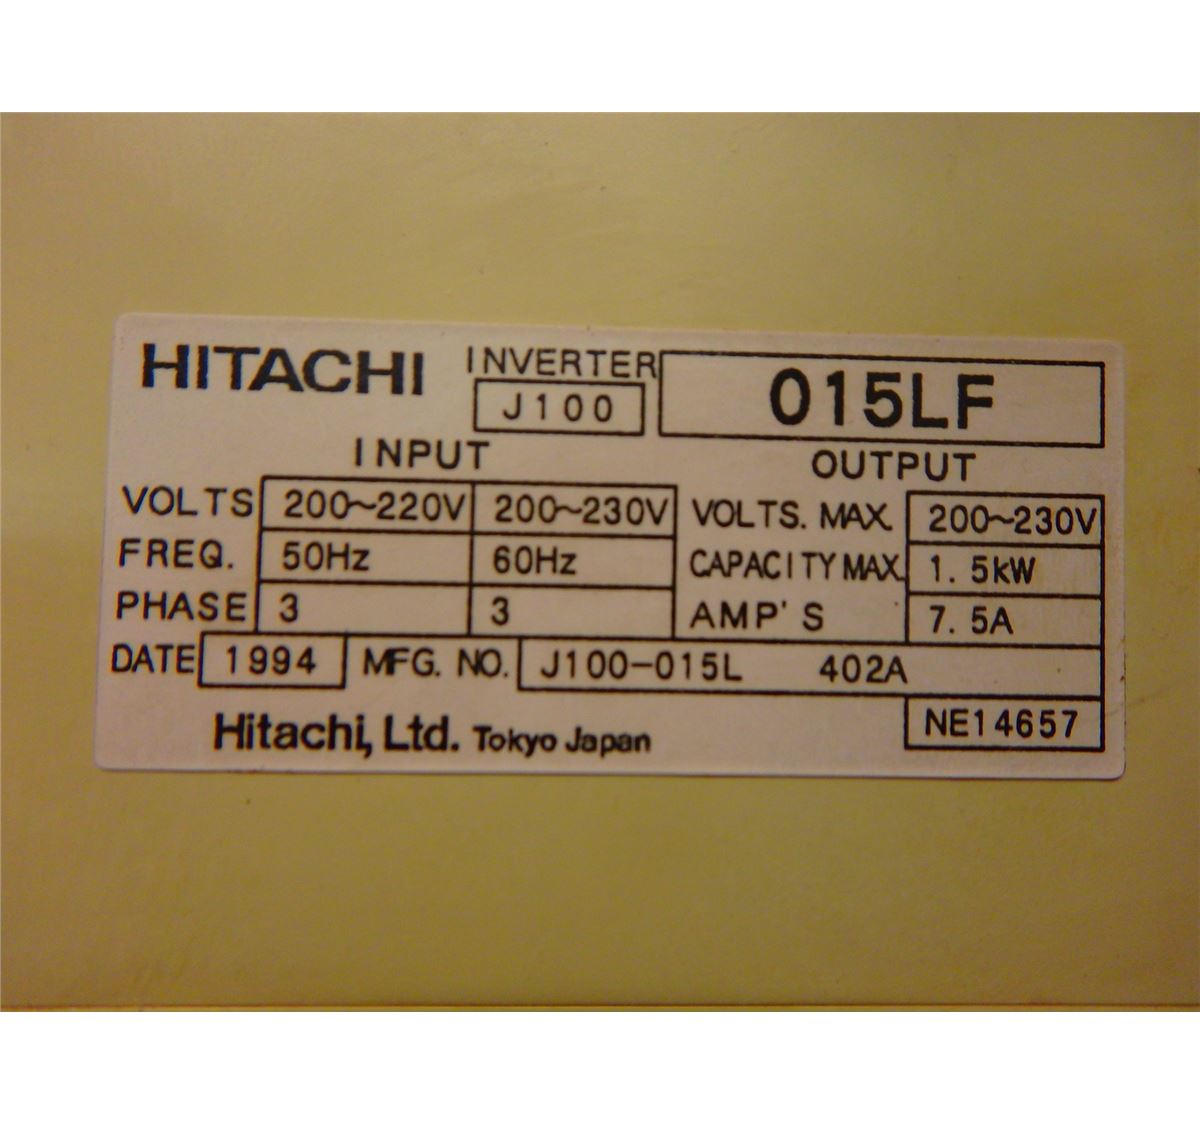 HITACHI INVERTER 015LF
J100
INPUT OUTPUT
VOLTS 200~220V 200~230V VOLTS. MAX. 200~230V
FREQ. 50Hz 60Hz CAPACITY MAX. 1.5kW
PHASE 3 3 AMP'S 7.5A
DATE 1994 MFG. NO. J100-015L 402A
Hitachi, Ltd. Tokyo Japan NE14657